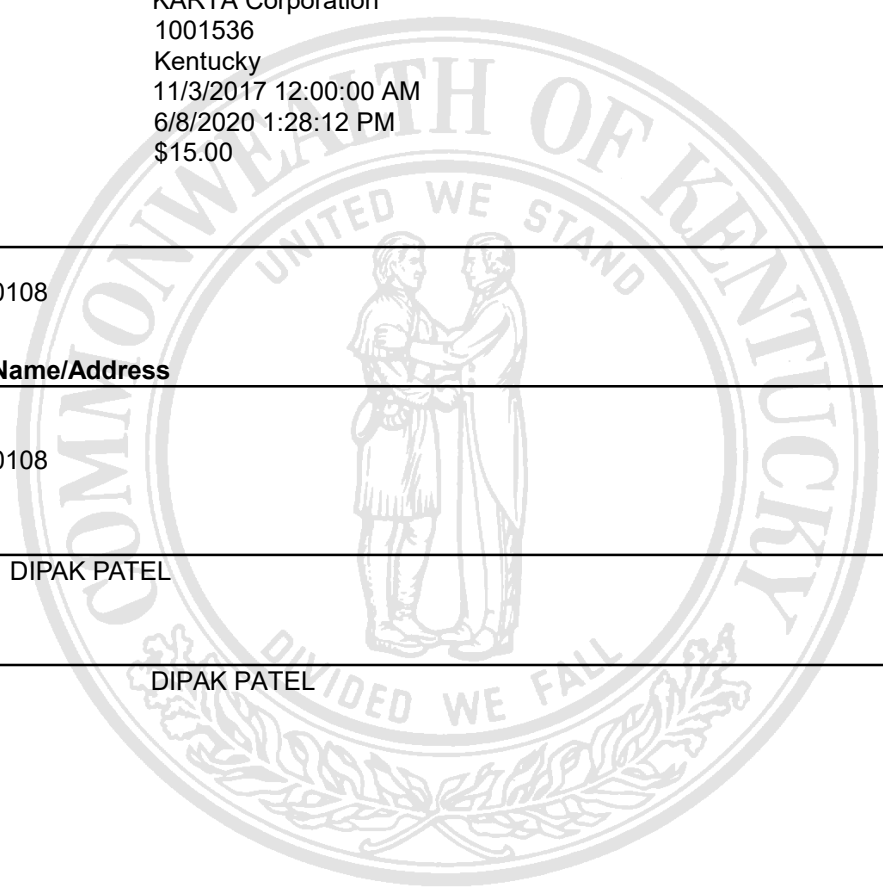 KARTA Corporation
1001536
Kentucky
11/3/2017 12:00:00 AM
6/8/2020 1:28:12 PM
$15.00
COMMONWEALTH OF KENTUCKY
UNITED WE STAND
0108
Name/Address
0108
DIPAK PATEL
DIVIDED WE FALL
DIPAK PATEL